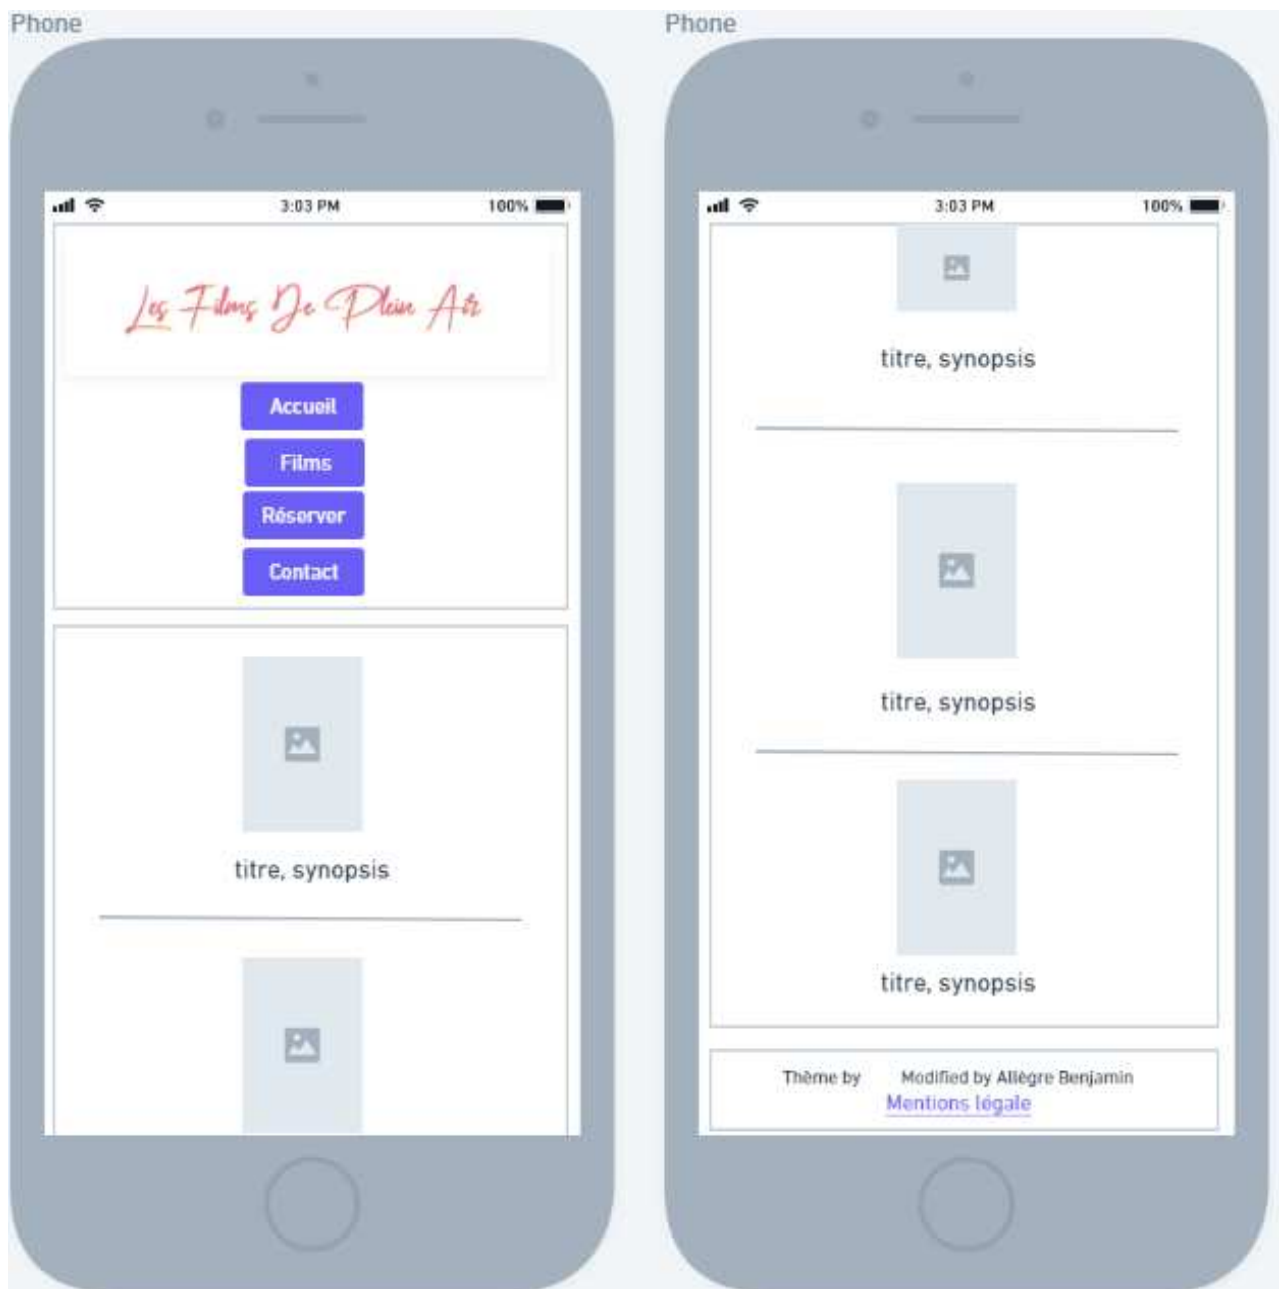 Phone
3:03 PM 100%
Les Films De Plein Air
Accueil
Films
Réserver
Contact
titre, synopsis
Phone
3:03 PM 100%
titre, synopsis
titre, synopsis
titre, synopsis
Thème by Modified by Allègre Benjamin
Mentions légale